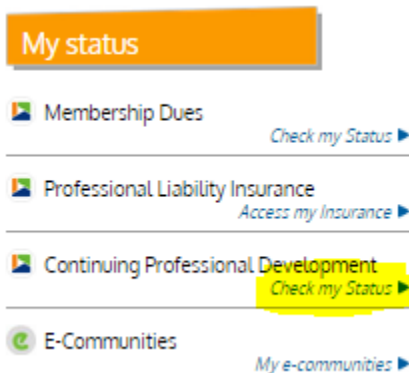 My status
Membership Dues
Check my Status
Professional Liability Insurance
Access my Insurance
Continuing Professional Development
Check my Status
E-Communities
My e-communities